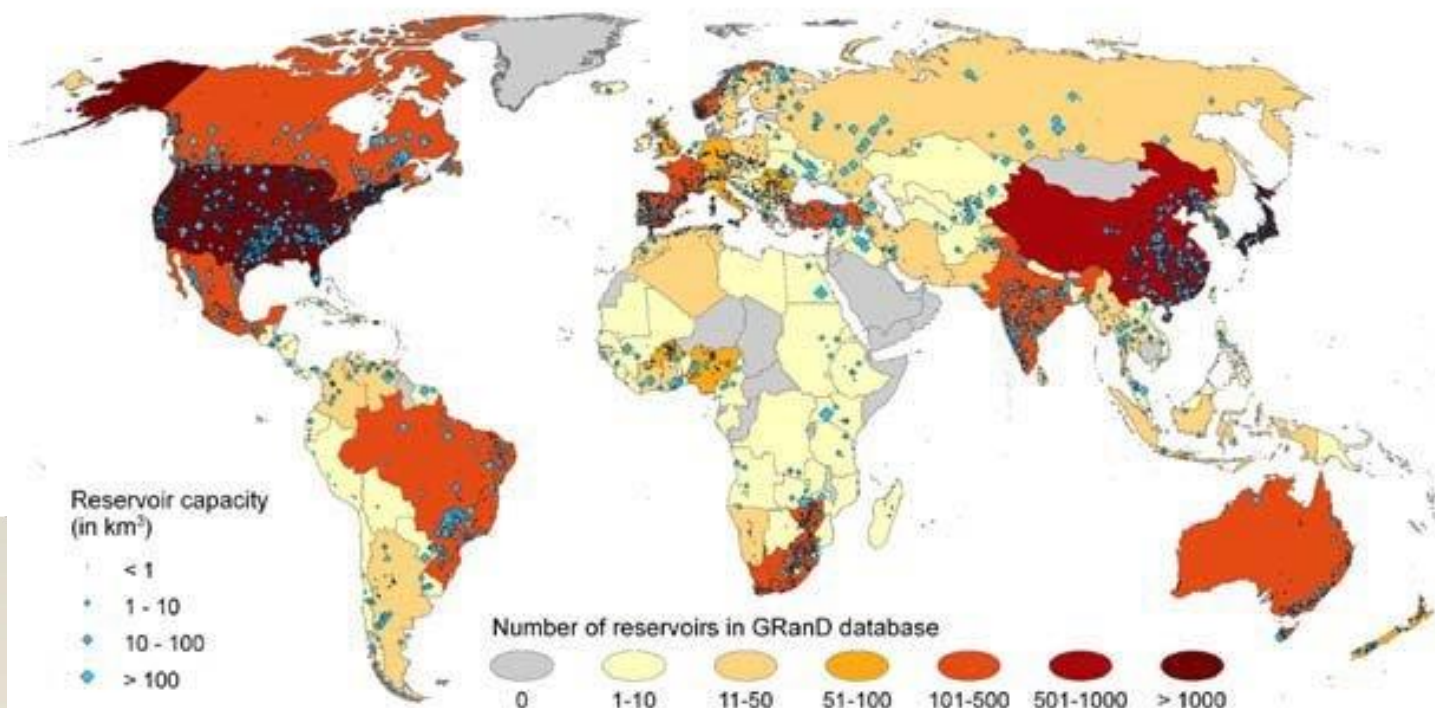 Reservoir capacity
(in km³)
< 1
1 - 10
10 - 100
> 100
Number of reservoirs in GRanD database
0 1-10 11-50 51-100 101-500 501-1000 > 1000